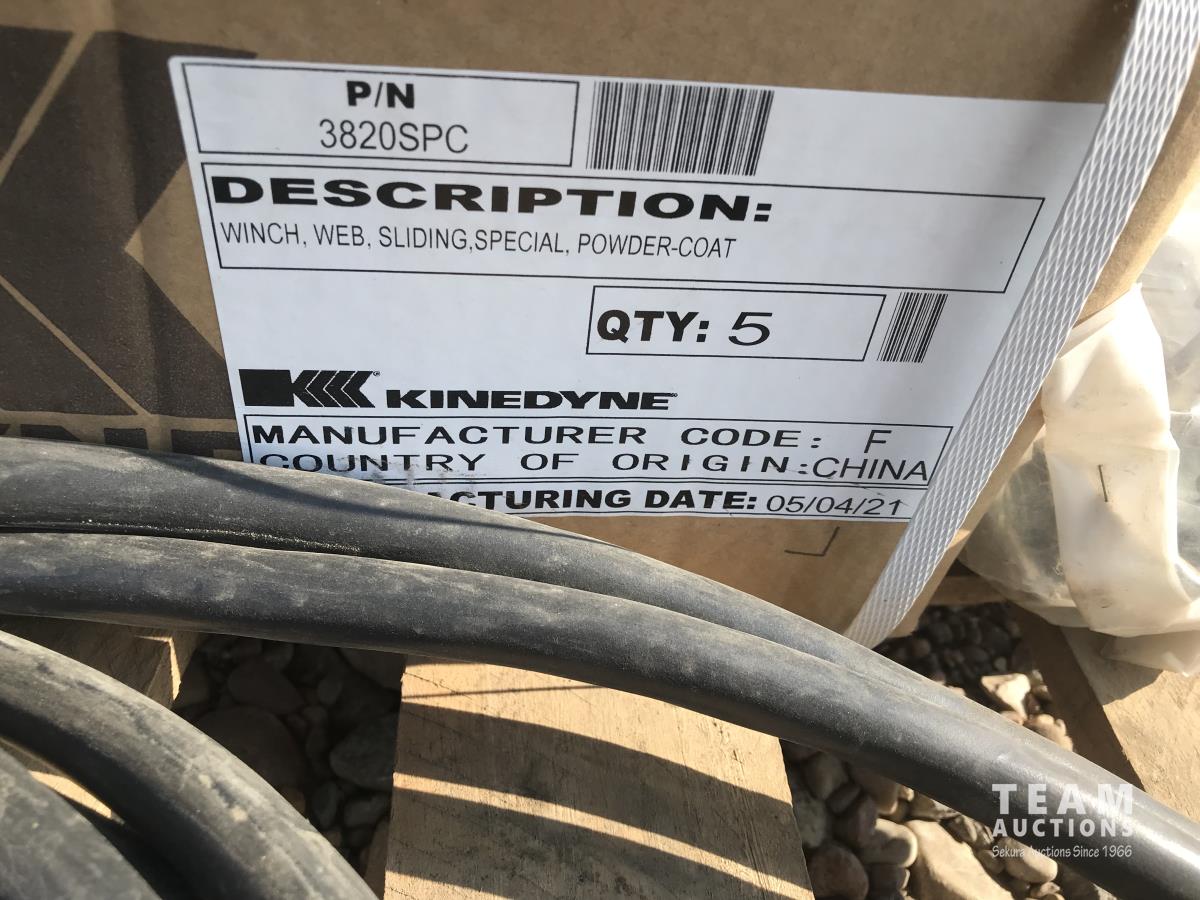 P/N
3820SPC
DESCRIPTION:
WINCH, WEB, SLIDING,SPECIAL, POWDER-COAT
QTY: 5
KINEDYNE
MANUFACTURER CODE: F
COUNTRY OF ORIGIN:CHINA
DATE: 05/04/21
TEAM
AUCTIONS
Sekura Auctions Since 1966